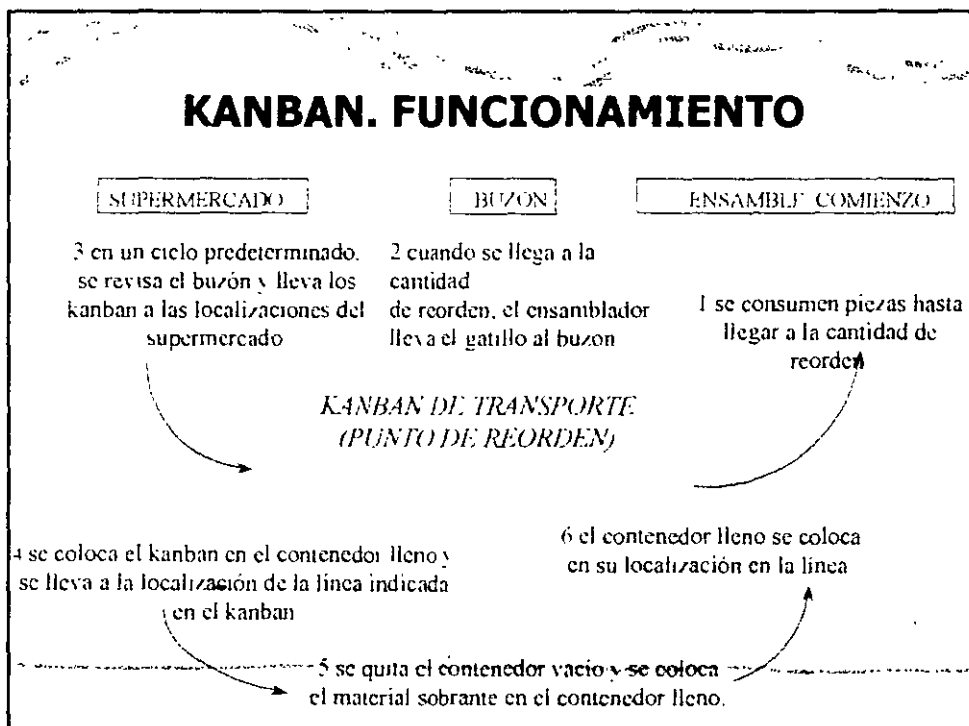 KANBAN. FUNCIONAMIENTO
SUPERMERCADO
BUZON
ENSAMBLE COMIENZO
3 en un ciclo predeterminado,
se revisa el buzón y lleva los
kanban a las localizaciones del
supermercado
2 cuando se llega a la
cantidad
de reorden, el ensamblador
lleva el gatillo al buzon
1 se consumen piezas hasta
llegar a la cantidad de
reorden
KANBAN DE TRANSPORTE
(PUNTO DE REORDEN)
4 se coloca el kanban en el contenedor lleno y
se lleva a la localización de la línea indicada
en el kanban
6 el contenedor lleno se coloca
en su localización en la línea
5 se quita el contenedor vacio y se coloca
el material sobrante en el contenedor lleno.